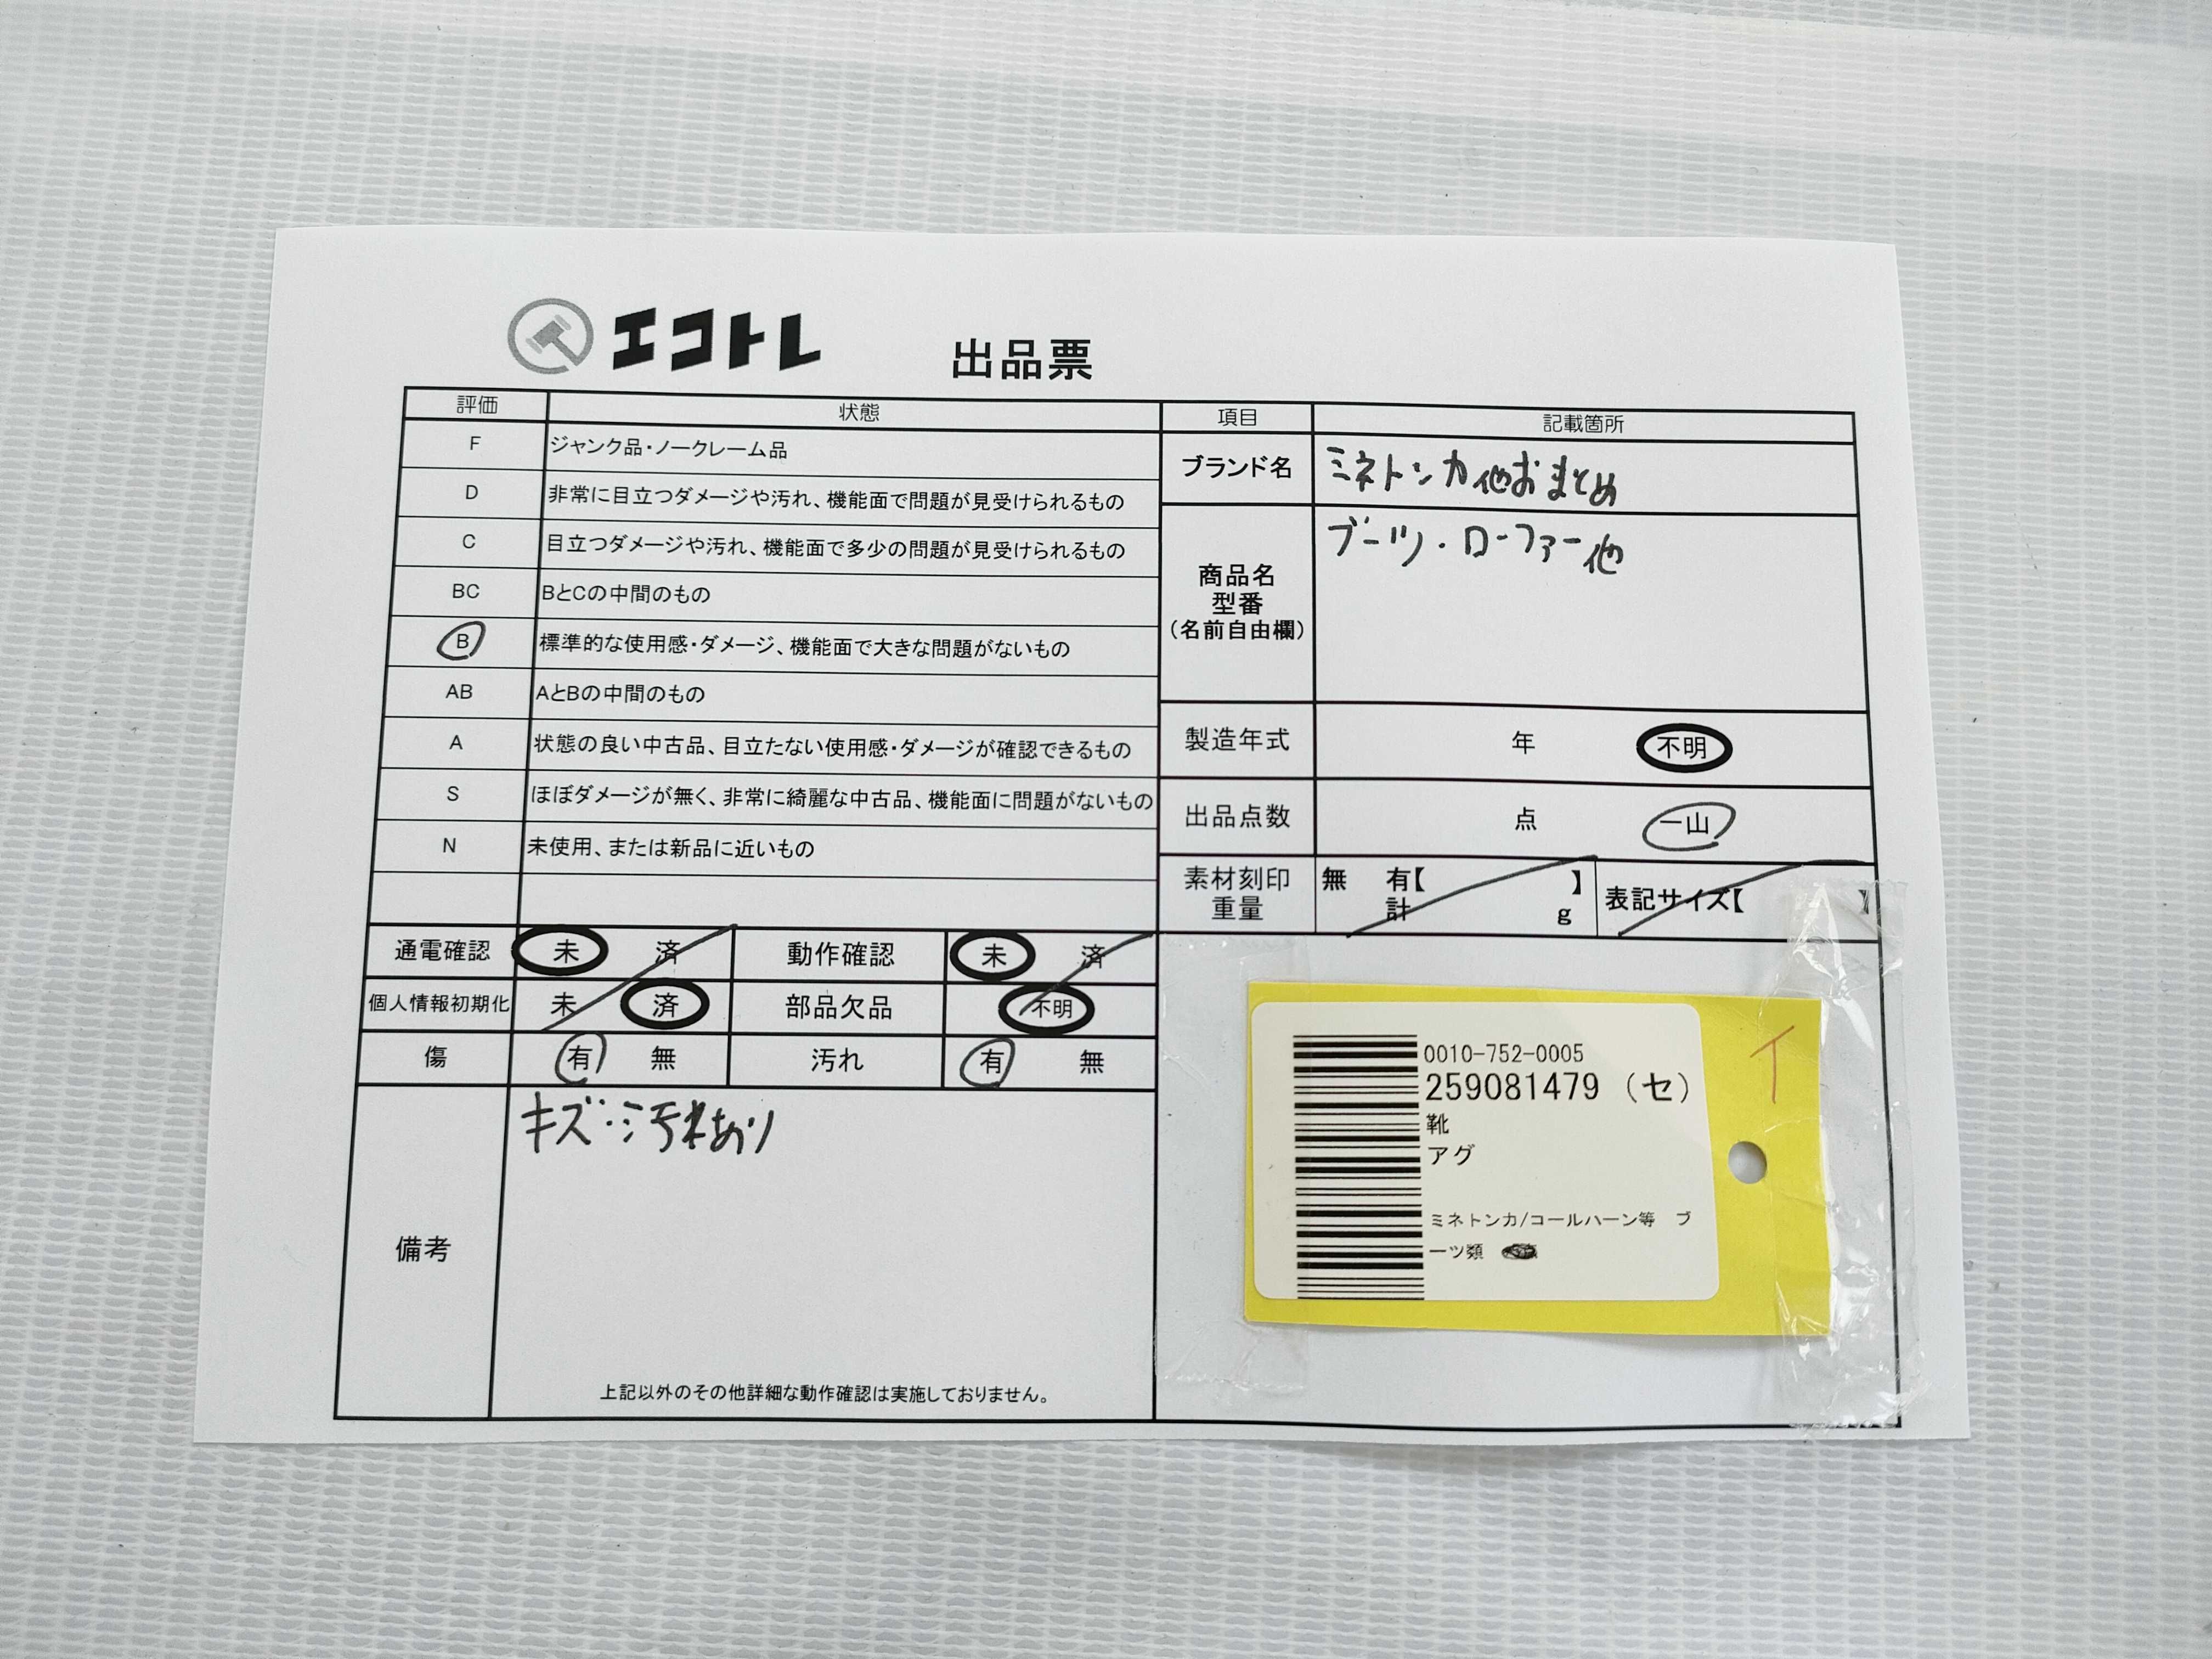 エコトレ 出品票
評価 状態
F ジャンク品・ノークレーム品
D 非常に目立つダメージや汚れ、機能面で問題が見受けられるもの
C 目立つダメージや汚れ、機能面で多少の問題が見受けられるもの
BC BとCの中間のもの
B 標準的な使用感・ダメージ、機能面で大きな問題がないもの
AB AとBの中間のもの
A 状態の良い中古品、目立たない使用感・ダメージが確認できるもの
S ほぼダメージが無く、非常に綺麗な中古品、機能面に問題がないもの
N 未使用、または新品に近いもの
項目 記載箇所
ブランド名 ミネトンカ他おまとめ
商品名
型番
(名前自由欄)
ブーツ・ローファー他
製造年式 年 不明
出品点数 点 一山
素材刻印 無 有【 】
重量 計 g
表記サイズ【 】
通電確認 未 済 動作確認 未 済
個人情報初期化 未 済 部品欠品 不明
傷 有 無 汚れ 有 無
備考
キズ・汚れあり
上記以外のその他詳細な動作確認は実施しておりません。
0010-752-0005
259081479 (セ)
靴
アグ
ミネトンカ/コールハーン等 ブ
ーツ類
イ